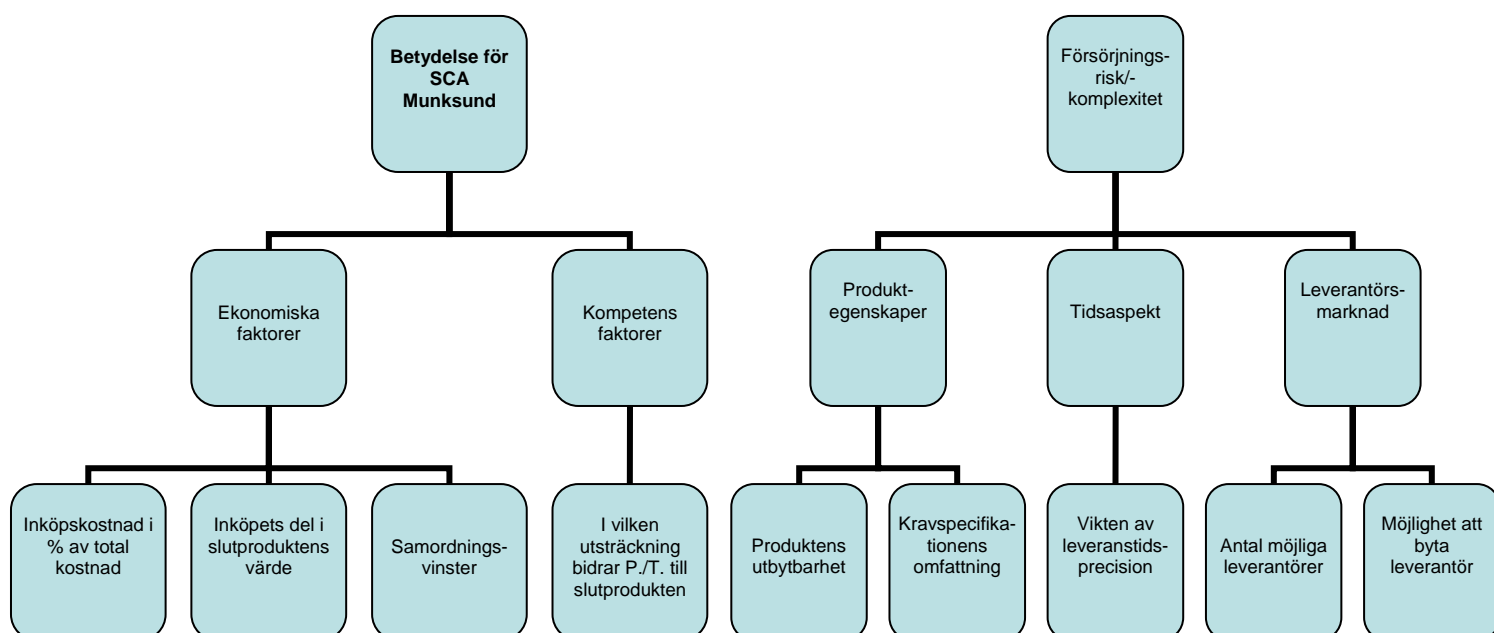 Betydelse för
SCA
Munksund
Försörjnings-
risk/-
komplexitet
Ekonomiska
faktorer
Kompetens
faktorer
Produkt-
egenskaper
Tidsaspekt
Leverantörs-
marknad
Inköpskostnad i
% av total
kostnad
Inköpets del i
slutproduktens
värde
Samordnings-
vinster
I vilken
utsträckning
bidrar P./T. till
slutprodukten
Produktens
utbytbarhet
Kravspecifika-
tionens
omfattning
Vikten av
leveranstids-
precision
Antal möjliga
leverantörer
Möjlighet att
byta
leverantör